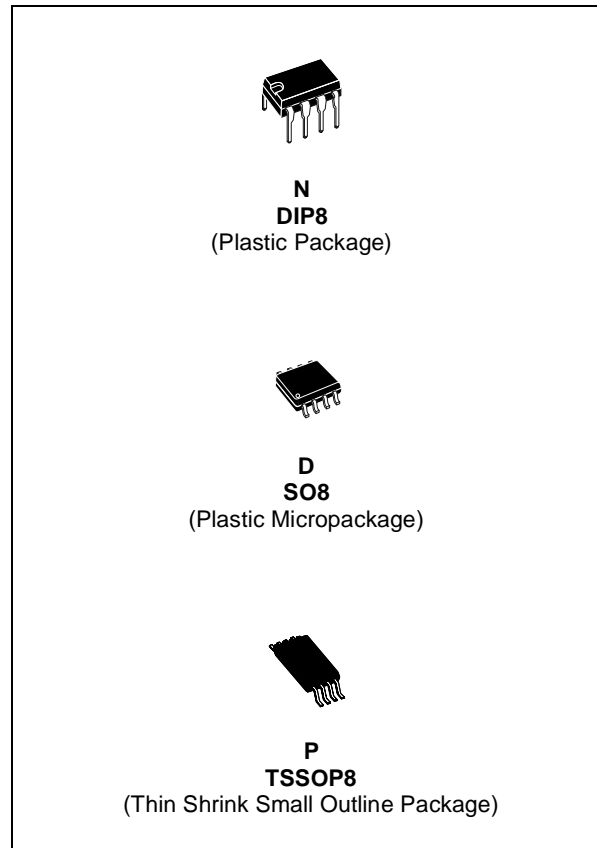 N
DIP8
(Plastic Package)
D
SO8
(Plastic Micropackage)
P
TSSOP8
(Thin Shrink Small Outline Package)